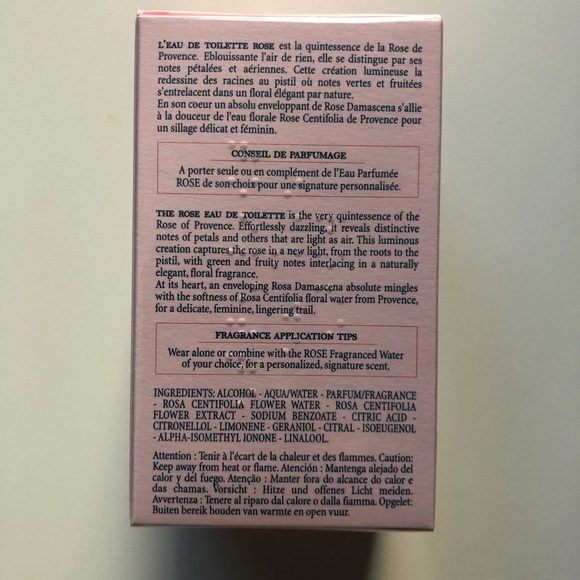 L'EAU DE TOILETTE ROSE est la quintessence de la Rose de
Provence. Eblouissante l'air de rien, elle se distingue par ses
notes pétalées et aériennes. Cette création lumineuse la
redessine des racines au pistil où notes vertes et fruitées
s'entrelacent dans un floral élégant par nature.
En son coeur un absolu enveloppant de Rose Damascena s'allie
à la douceur de l'eau florale Rose Centifolia de Provence pour
un sillage délicat et féminin.
CONSEIL DE PARFUMAGE
A porter seule ou en complément de l'Eau Parfumée
ROSE de son choix pour une signature personnalisée.
THE ROSE EAU DE TOILETTE is the very quintessence of the
Rose of Provence. Effortlessly dazzling, it reveals distinctive
notes of petals and others that are light as air. This luminous
creation captures the rose in a new light, from the roots to the
pistil, with green and fruity notes interlacing in a naturally
elegant, floral fragrance.
At its heart, an enveloping Rosa Damascena absolute mingles
with the softness of Rosa Centifolia floral water from Provence,
for a delicate, feminine, lingering trail.
FRAGRANCE APPLICATION TIPS
Wear alone or combine with the ROSE Fragranced Water
of your choice, for a personalized, signature scent.
INGREDIENTS: ALCOHOL - AQUA/WATER - PARFUM/FRAGRANCE
- ROSA CENTIFOLIA FLOWER WATER - ROSA CENTIFOLIA
FLOWER EXTRACT - SODIUM BENZOATE - CITRIC ACID -
CITRONELLOL - LIMONENE - GERANIOL - CITRAL - ISOEUGENOL
- ALPHA-ISOMETHYL IONONE - LINALOOL.
Attention : Tenir à l'écart de la chaleur et des flammes. Caution:
Keep away from heat or flame. Atención : Mantenga alejado del
calor y del fuego. Atenção : Manter fora do alcance do calor e
das chamas. Vorsicht : Hitze und offenes Licht meiden.
Avvertenza : Tenere al riparo dal calore o dalla fiamma. Opgelet:
Buiten bereik houden van warmte en open vuur.